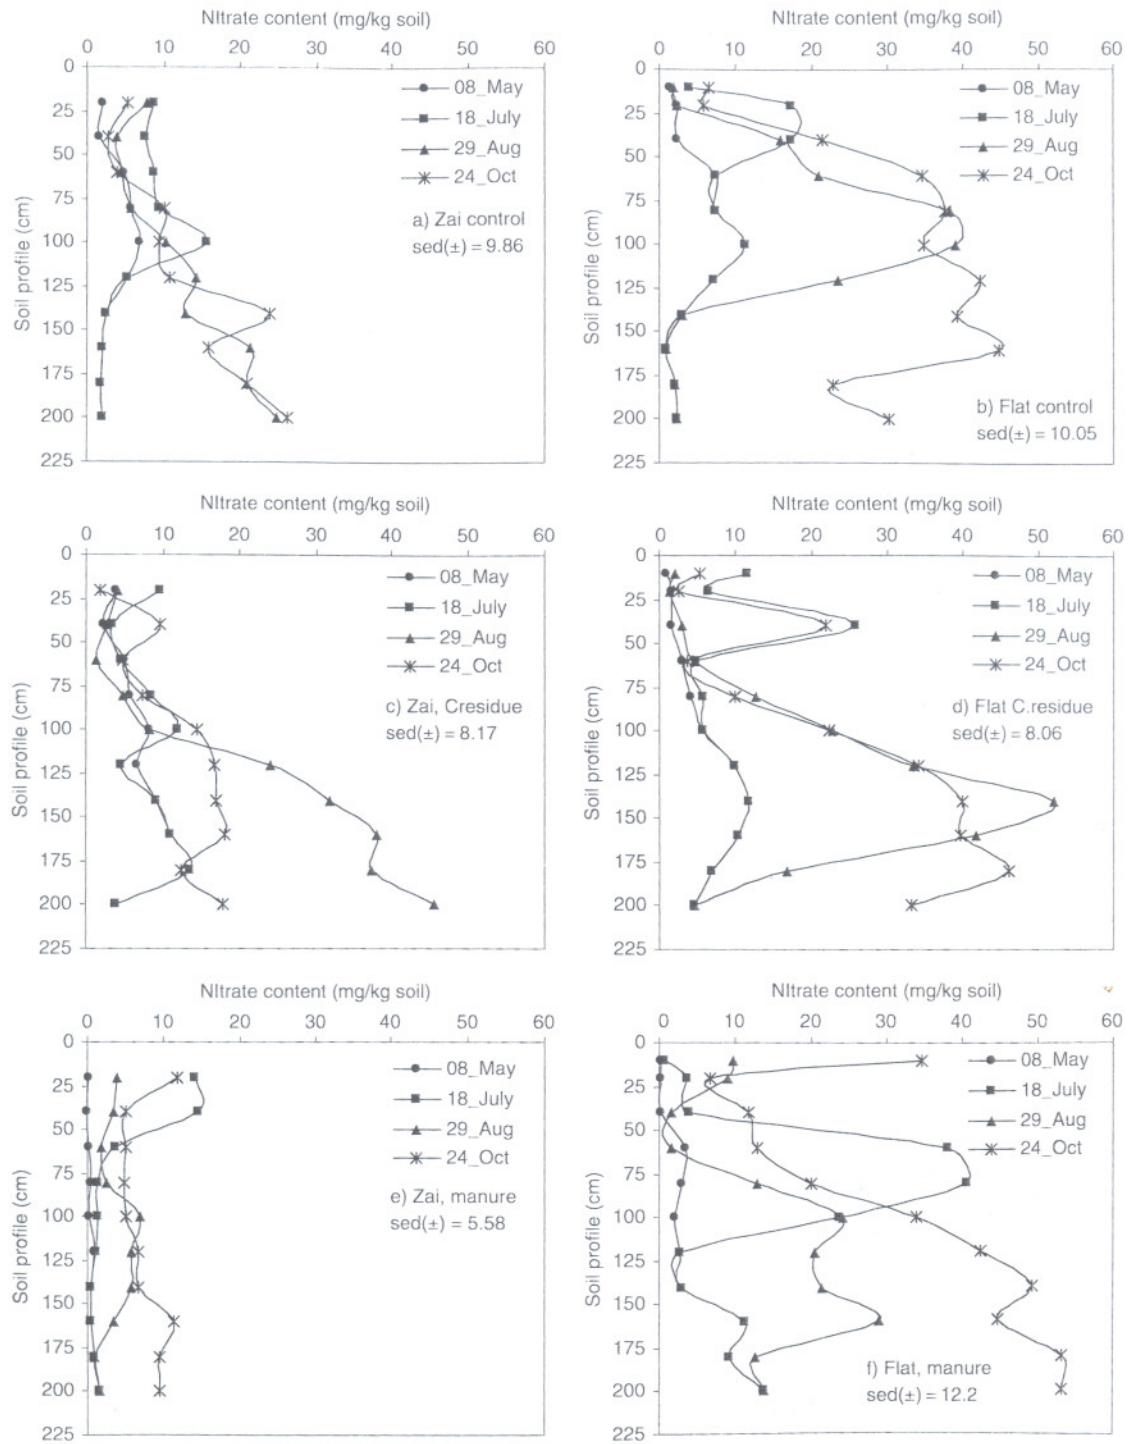 NItrate content (mg/kg soil)
0 10 20 30 40 50 60
0
25
50
75
100
125
150
175
200
225
Soil profile (cm)
08_May
18_July
29_Aug
24_Oct
a) Zai control
sed(±) = 9.86
NItrate content (mg/kg soil)
0 10 20 30 40 50 60
0
25
50
75
100
125
150
175
200
225
Soil profile (cm)
08_May
18_July
29_Aug
24_Oct
b) Flat control
sed(±) = 10.05
NItrate content (mg/kg soil)
0 10 20 30 40 50 60
0
25
50
75
100
125
150
175
200
225
Soil profile (cm)
08_May
18_July
29_Aug
24_Oct
c) Zai, Cresidue
sed(±) = 8.17
NItrate content (mg/kg soil)
0 10 20 30 40 50 60
0
25
50
75
100
125
150
175
200
225
Soil profile (cm)
08_May
18_July
29_Aug
24_Oct
d) Flat C.residue
sed(±) = 8.06
NItrate content (mg/kg soil)
0 10 20 30 40 50 60
0
25
50
75
100
125
150
175
200
225
Soil profile (cm)
08_May
18_July
29_Aug
24_Oct
e) Zai, manure
sed(±) = 5.58
NItrate content (mg/kg soil)
0 10 20 30 40 50 60
0
25
50
75
100
125
150
175
200
225
Soil profile (cm)
08_May
18_July
29_Aug
24_Oct
f) Flat, manure
sed(±) = 12.2